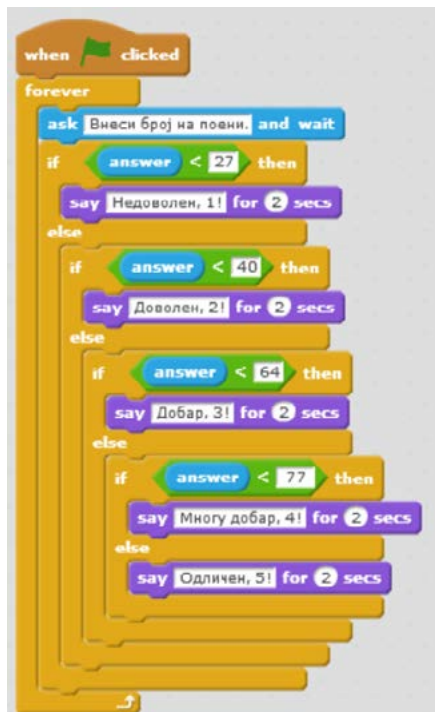 when clicked
forever
ask Внеси број на поени. and wait
if answer < 27 then
say Недоволен, 1! for 2 secs
else
if answer < 40 then
say Доволен, 2! for 2 secs
else
if answer < 64 then
say Добар, 3! for 2 secs
else
if answer < 77 then
say Многу добар, 4! for 2 secs
else
say Одличен, 5! for 2 secs